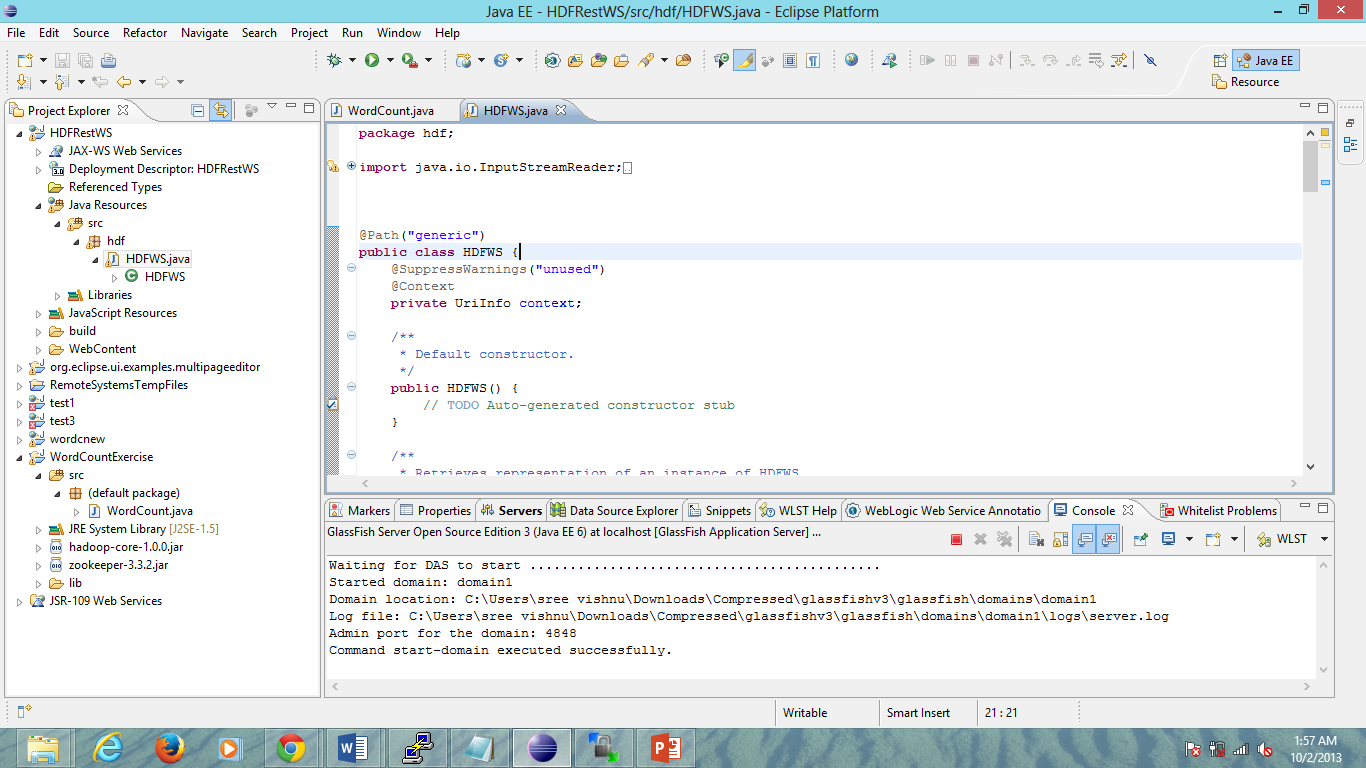 Java EE - HDFRestWS/src/hdf/HDFWS.java - Eclipse Platform
File Edit Source Refactor Navigate Search Project Run Window Help
Java EE
Resource
Project Explorer
HDFRestWS
JAX-WS Web Services
Deployment Descriptor: HDFRestWS
Referenced Types
Java Resources
src
hdf
HDFWS.java
HDFWS
Libraries
JavaScript Resources
build
WebContent
org.eclipse.ui.examples.multipageeditor
RemoteSystemsTempFiles
test1
test3
wordcnew
WordCountExercise
src
(default package)
WordCount.java
JRE System Library [J2SE-1.5]
hadoop-core-1.0.0.jar
zookeeper-3.3.2.jar
lib
JSR-109 Web Services
WordCount.java HDFWS.java
package hdf;
import java.io.InputStreamReader;
@Path("generic")
public class HDFWS {
@SuppressWarnings("unused")
@Context
private UriInfo context;
/**
* Default constructor.
*/
public HDFWS() {
// TODO Auto-generated constructor stub
}
/**
* Retrieves representation of an instance of HDFWS
Markers Properties Servers Data Source Explorer Snippets WLST Help WebLogic Web Service Annotatio Console Whitelist Problems
GlassFish Server Open Source Edition 3 (Java EE 6) at localhost [GlassFish Application Server] ...
WLST
Waiting for DAS to start ............................................
Started domain: domain1
Domain location: C:\Users\sree vishnu\Downloads\Compressed\glassfishv3\glassfish\domains\domain1
Log file: C:\Users\sree vishnu\Downloads\Compressed\glassfishv3\glassfish\domains\domain1\logs\server.log
Admin port for the domain: 4848
Command start-domain executed successfully.
Writable Smart Insert 21 : 21
1:57 AM
10/2/2013